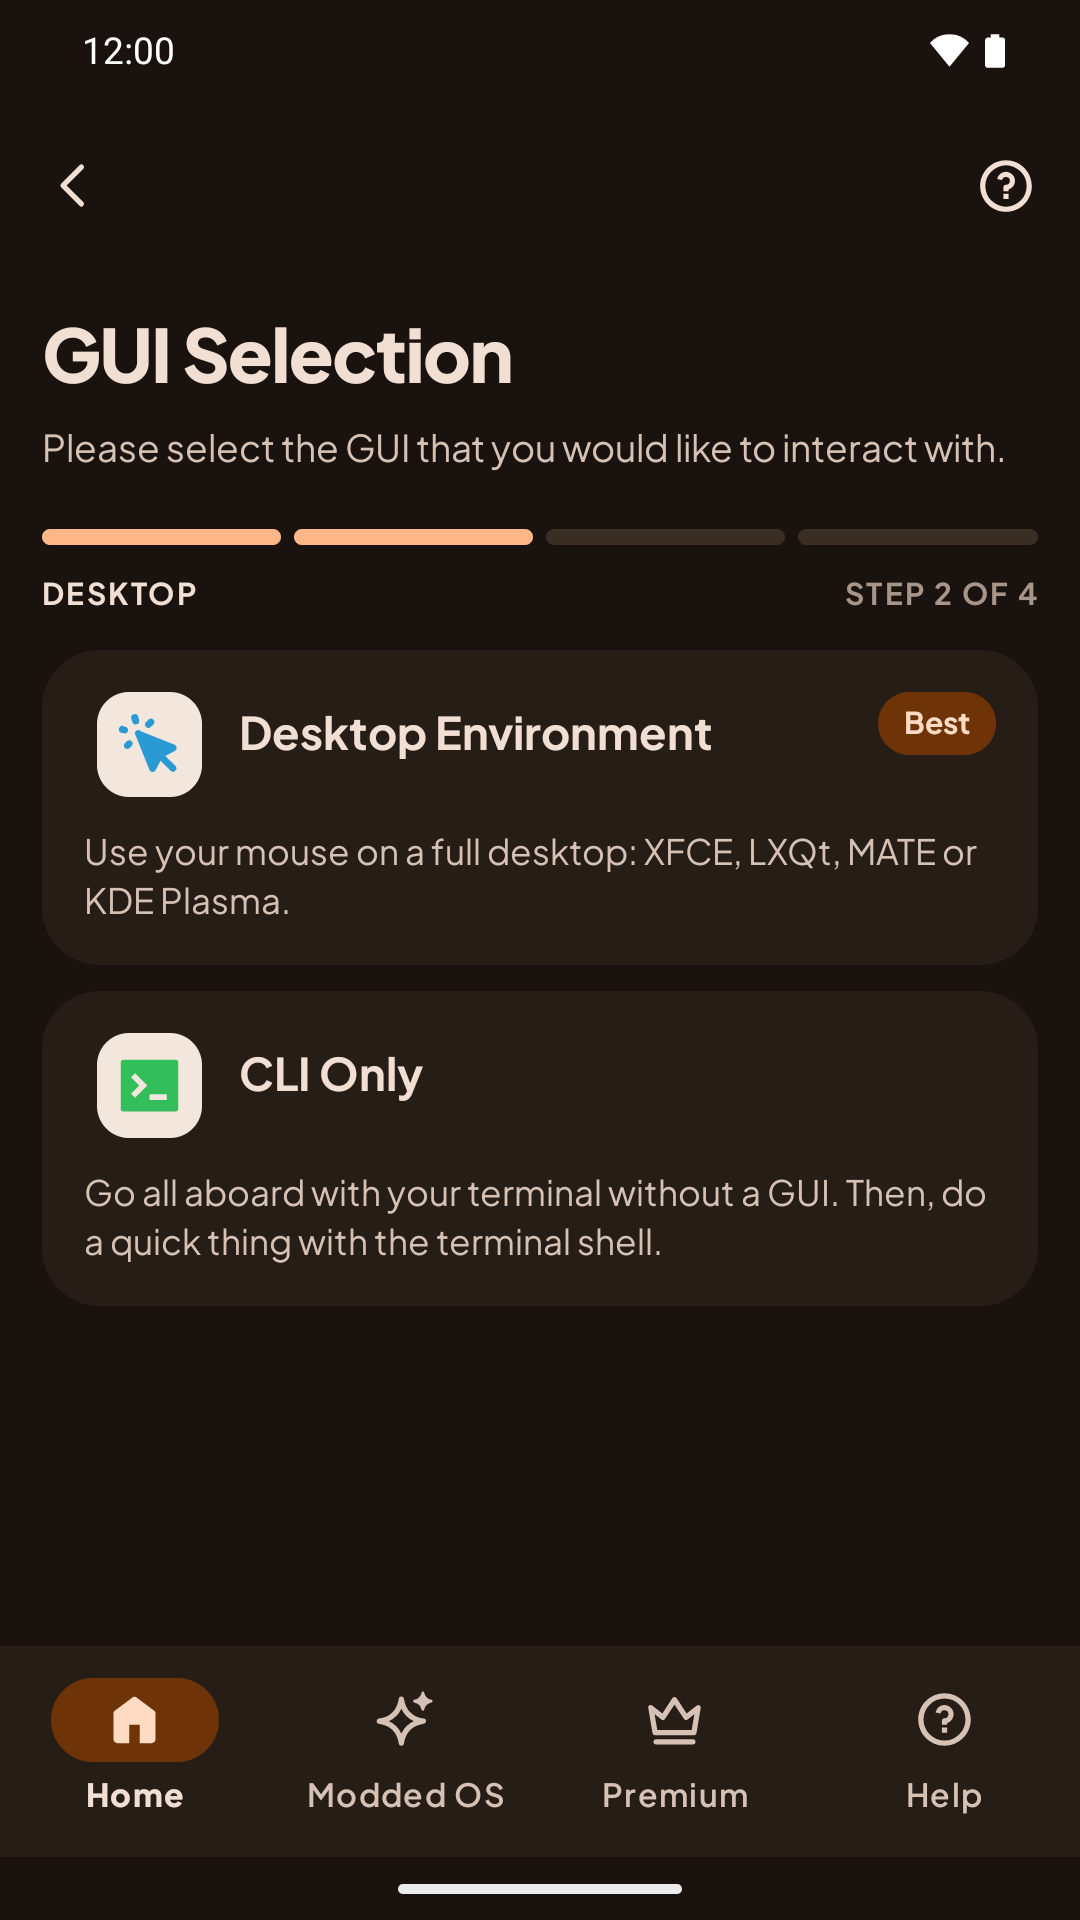 12:00
GUI Selection
Please select the GUI that you would like to interact with.
DESKTOP
STEP 2 OF 4
Desktop Environment
Best
Use your mouse on a full desktop: XFCE, LXQt, MATE or
KDE Plasma.
CLI Only
Go all aboard with your terminal without a GUI. Then, do
a quick thing with the terminal shell.
Home
Modded OS
Premium
Help